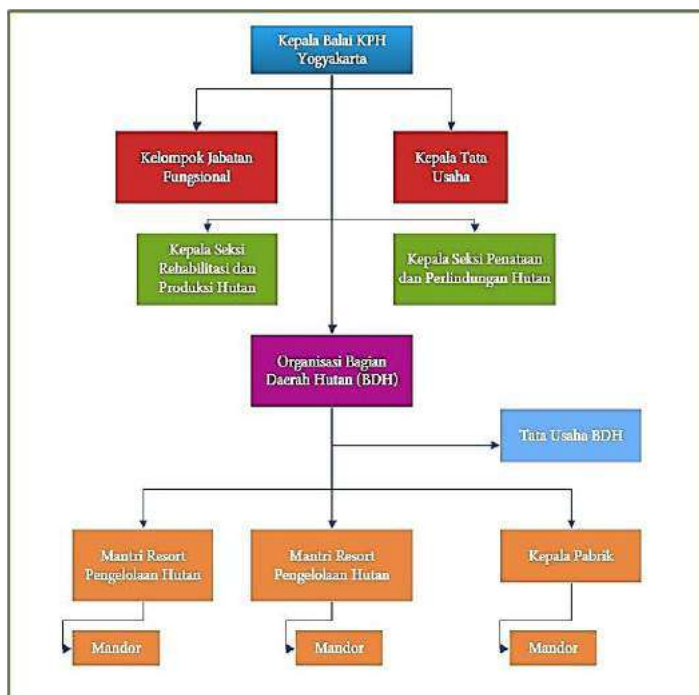 Kepala Balai KPH
Yogyakarta
Kelompok Jabatan
Fungsional
Kepala Tata
Usaha
Kepala Seksi
Rehabilitasi dan
Produksi Hutan
Kepala Seksi Penataan
dan Perlindungan Hutan
Organisasi Bagian
Daerah Hutan (BDH)
Tata Usaha BDH
Mantri Resort
Pengelolaan Hutan
Mantri Resort
Pengelolaan Hutan
Kepala Pabrik
Mandor
Mandor
Mandor